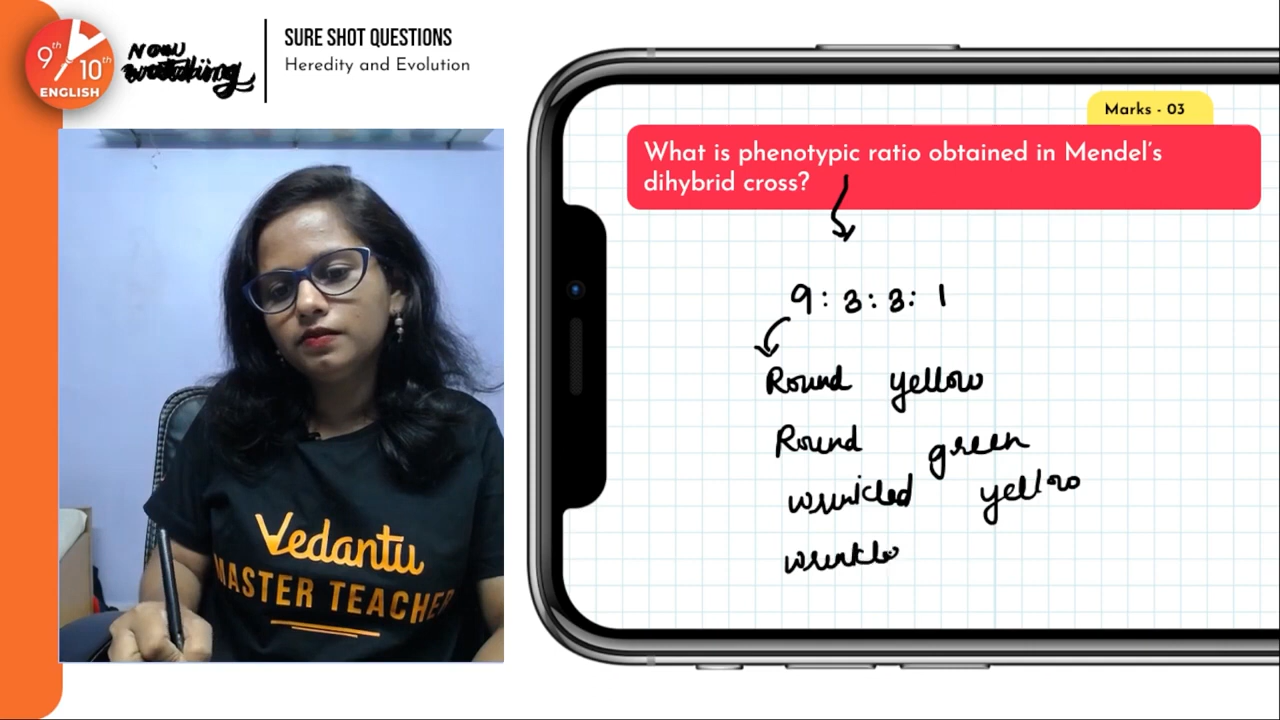 9th 10th
ENGLISH
Now
SURE SHOT QUESTIONS
Heredity and Evolution
Vedantu
MASTER TEACHER
Marks - 03
What is phenotypic ratio obtained in Mendel's
dihybrid cross?
9 : 3 : 3 : 1
Round yellow
Round green
wrinkled yellow